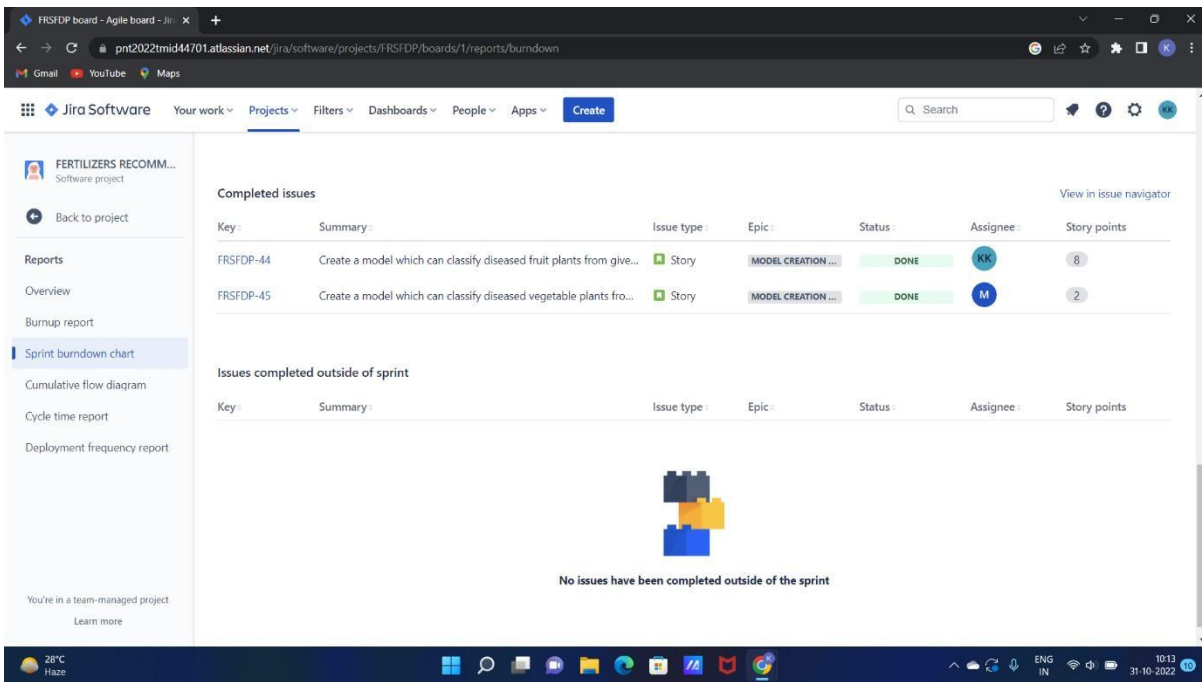 FRSFDP board - Agile board - Jir
pnt2022tmid44701.atlassian.net/jira/software/projects/FRSFDP/boards/1/reports/burndown
K
Gmail YouTube Maps
Jira Software Your work Projects Filters Dashboards People Apps Create Search KK
FERTILIZERS RECOMM...
Software project
Back to project
Reports
Overview
Burnup report
Sprint burndown chart
Cumulative flow diagram
Cycle time report
Deployment frequency report
You're in a team-managed project
Learn more
Completed issues View in issue navigator
Key Summary Issue type Epic Status Assignee Story points
FRSFDP-44 Create a model which can classify diseased fruit plants from give... Story MODEL CREATION ... DONE KK 8
FRSFDP-45 Create a model which can classify diseased vegetable plants fro... Story MODEL CREATION ... DONE M 2
Issues completed outside of sprint
Key Summary Issue type Epic Status Assignee Story points
No issues have been completed outside of the sprint
28°C
Haze
ENG
IN
10:13
31-10-2022
10